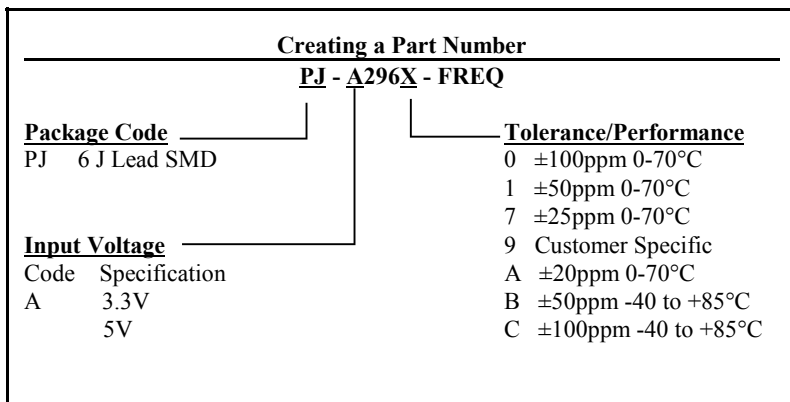 Creating a Part Number
PJ - A296X - FREQ
Package Code
PJ 6 J Lead SMD
Input Voltage
Code Specification
A 3.3V
5V
Tolerance/Performance
0 ±100ppm 0-70°C
1 ±50ppm 0-70°C
7 ±25ppm 0-70°C
9 Customer Specific
A ±20ppm 0-70°C
B ±50ppm -40 to +85°C
C ±100ppm -40 to +85°C